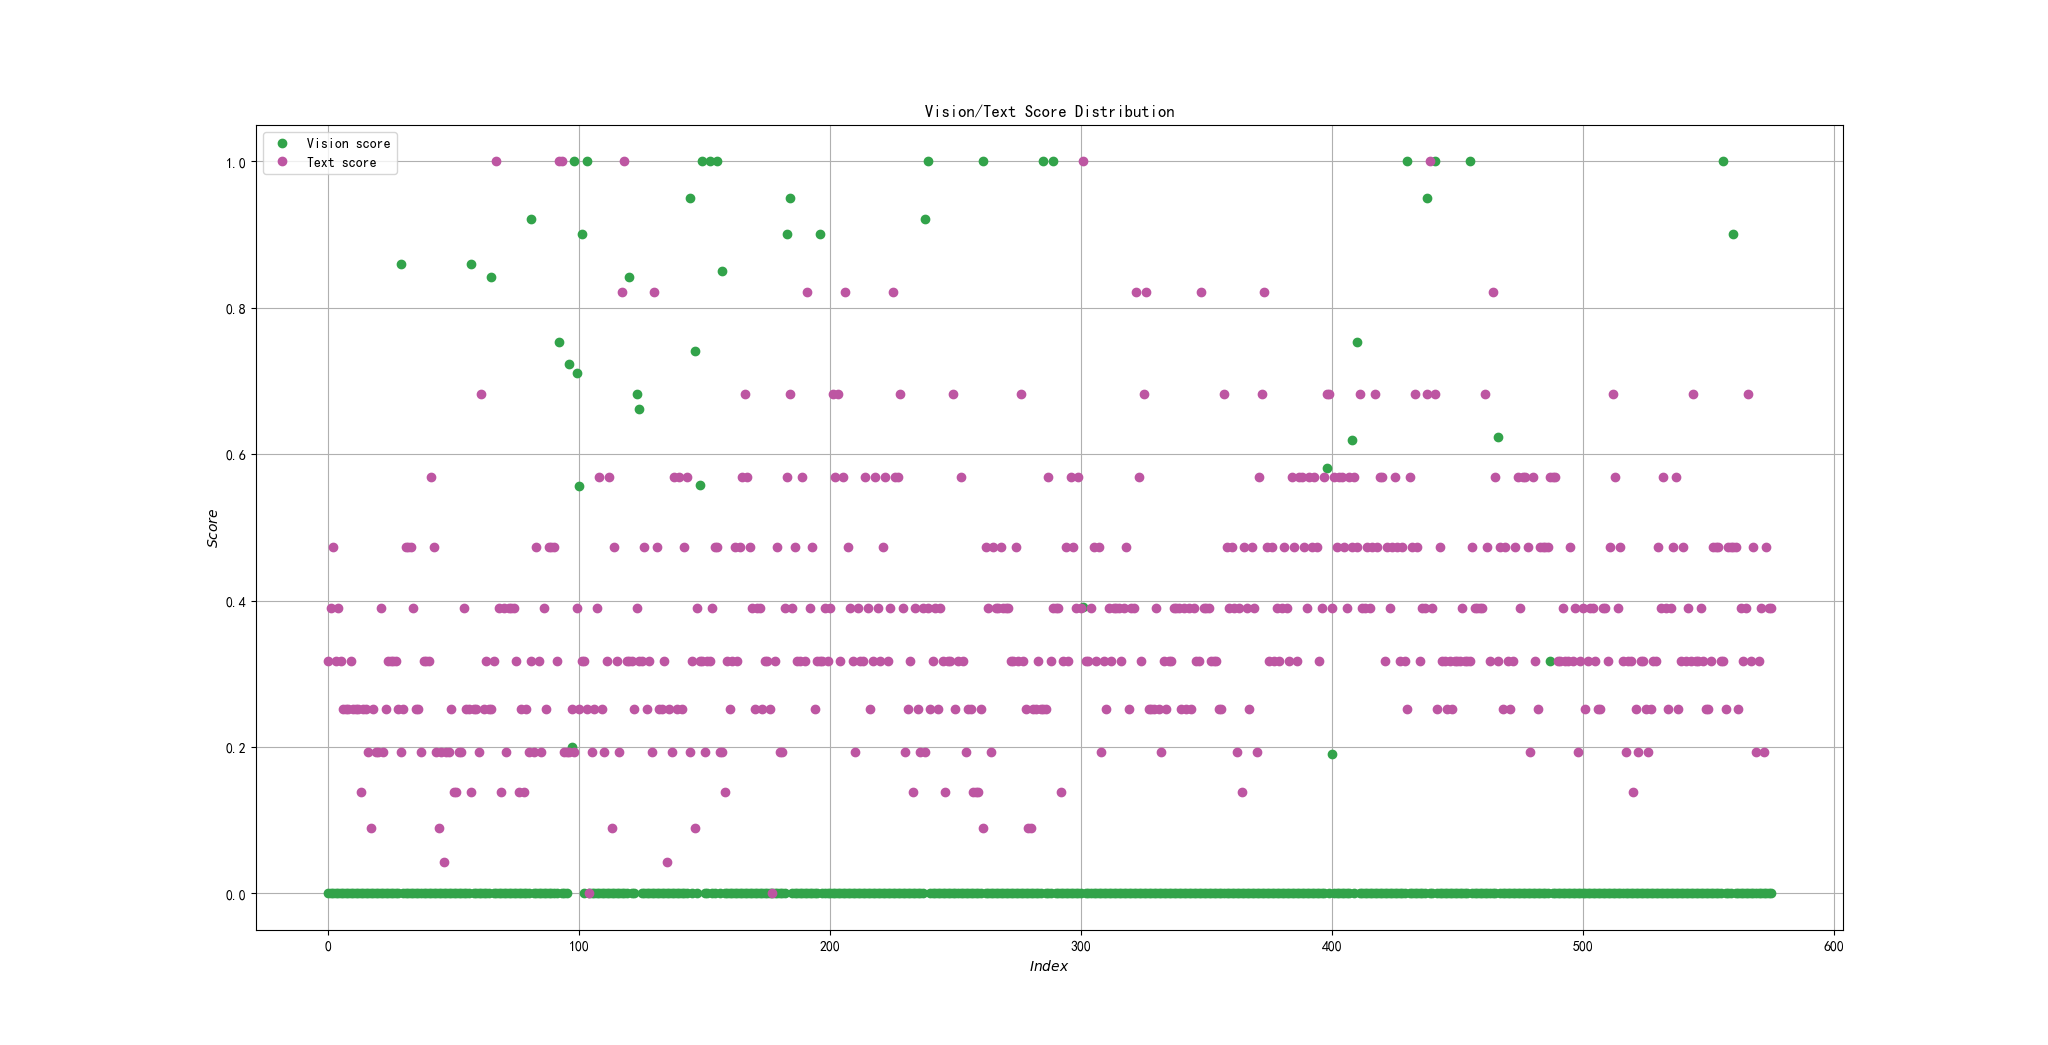 Vision/Text Score Distribution
Vision score
Text score
1.0
0.8
0.6
0.4
0.2
0.0
Score
0 100 200 300 400 500 600
Index